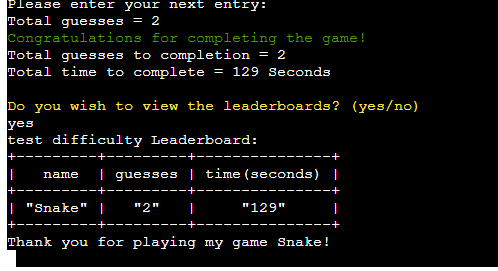 Please enter your next entry:
Total guesses = 2
Congratulations for completing the game!
Total guesses to completion = 2
Total time to complete = 129 Seconds
Do you wish to view the leaderboards? (yes/no)
yes
test difficulty Leaderboard:
+---------+---------+---------------+
|   name  | guesses | time(seconds) |
+---------+---------+---------------+
| "Snake" |   "2"   |     "129"     |
+---------+---------+---------------+
Thank you for playing my game Snake!